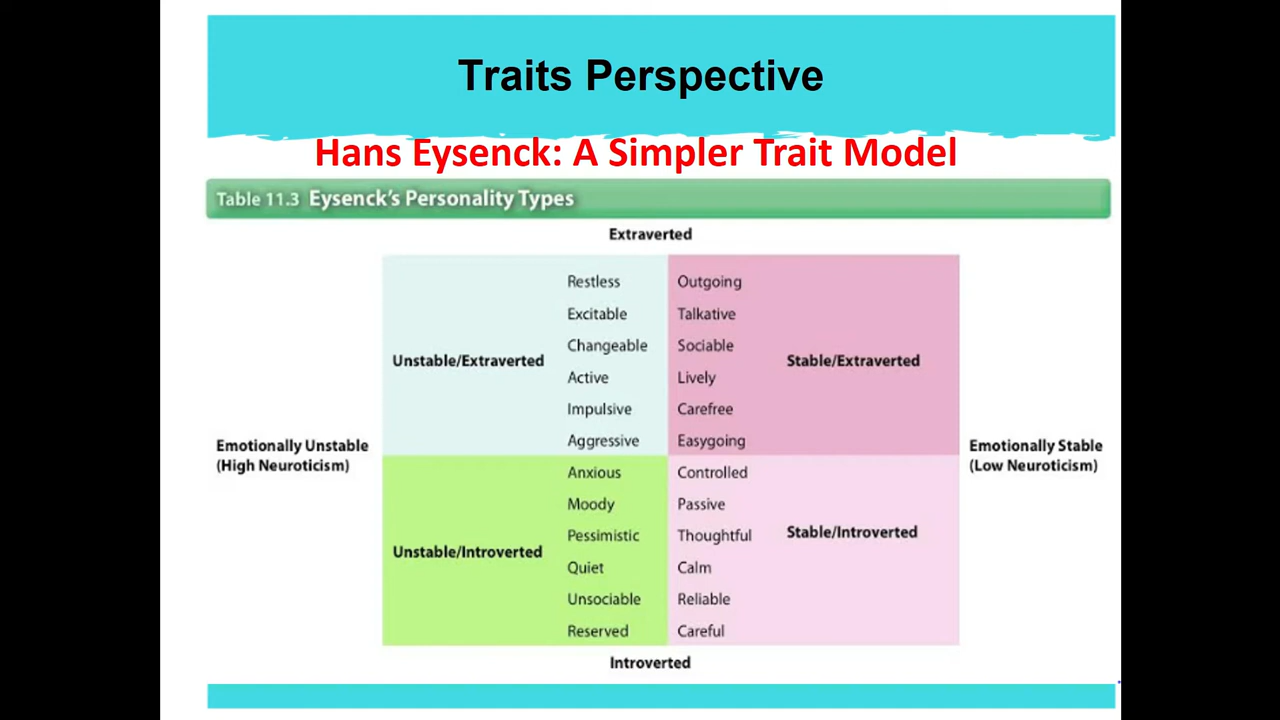 Traits Perspective
Hans Eysenck: A Simpler Trait Model
Table 11.3 Eysenck's Personality Types
Extraverted
Restless Outgoing
Excitable Talkative
Changeable Sociable
Unstable/Extraverted Stable/Extraverted
Active Lively
Impulsive Carefree
Aggressive Easygoing
Emotionally Unstable Emotionally Stable
(High Neuroticism) (Low Neuroticism)
Anxious Controlled
Moody Passive
Pessimistic Thoughtful Stable/Introverted
Unstable/Introverted
Quiet Calm
Unsociable Reliable
Reserved Careful
Introverted